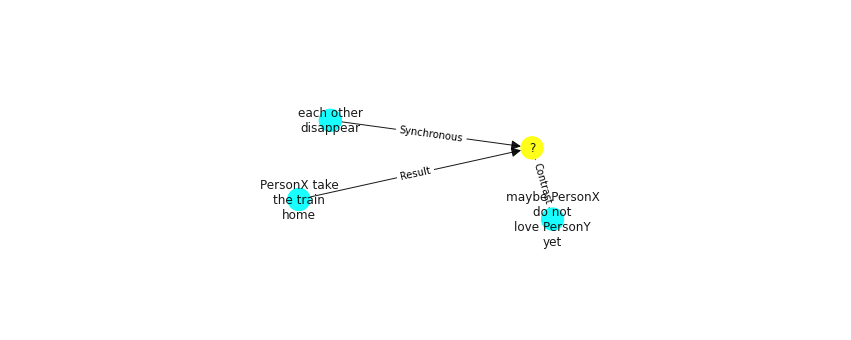 each other
disappear
Synchronous
?
Result
PersonX take
the train
home
Contrast
maybe PersonX
do not
love PersonY
yet